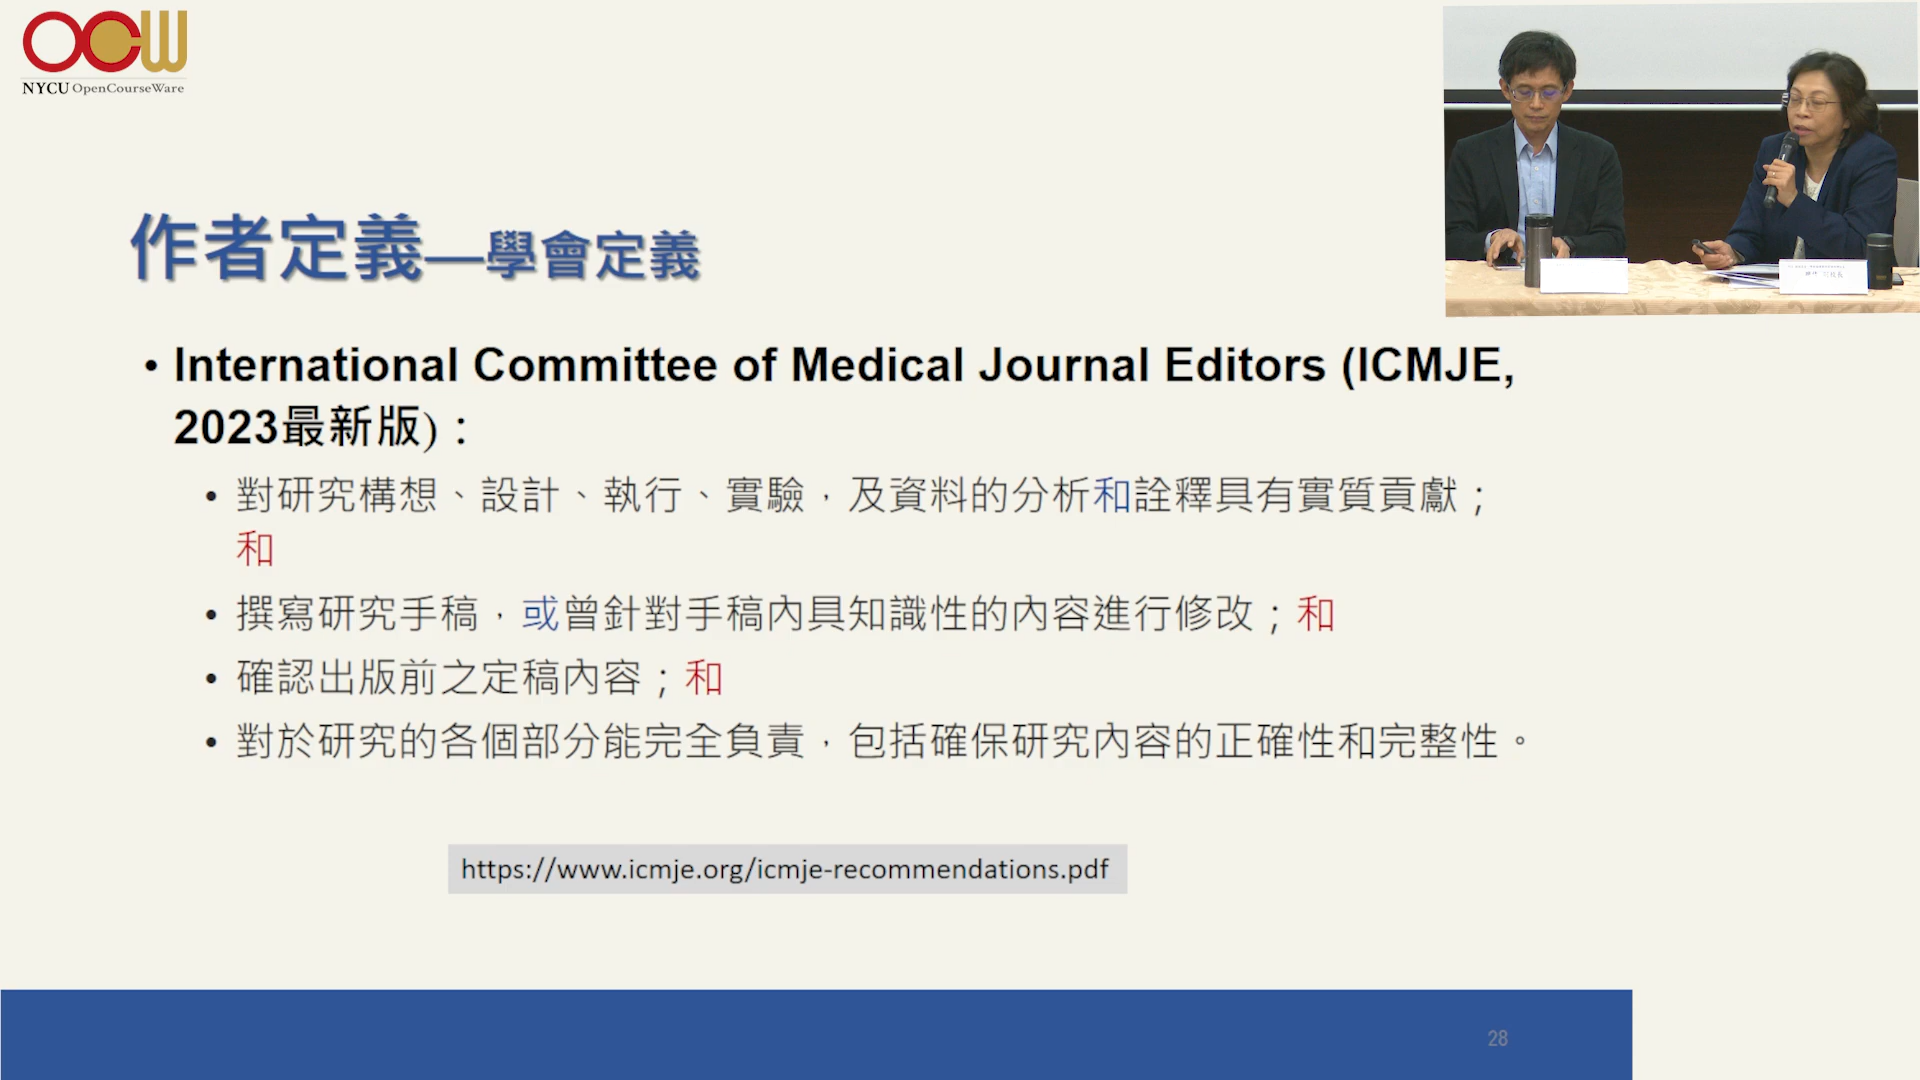 OCW
NYCU OpenCourseWare
作者定義—學會定義
• International Committee of Medical Journal Editors (ICMJE,
2023最新版)：
• 對研究構想、設計、執行、實驗，及資料的分析和詮釋具有實質貢獻；
和
• 撰寫研究手稿，或曾針對手稿內具知識性的內容進行修改；和
• 確認出版前之定稿內容；和
• 對於研究的各個部分能完全負責，包括確保研究內容的正確性和完整性。
https://www.icmje.org/icmje-recommendations.pdf
28